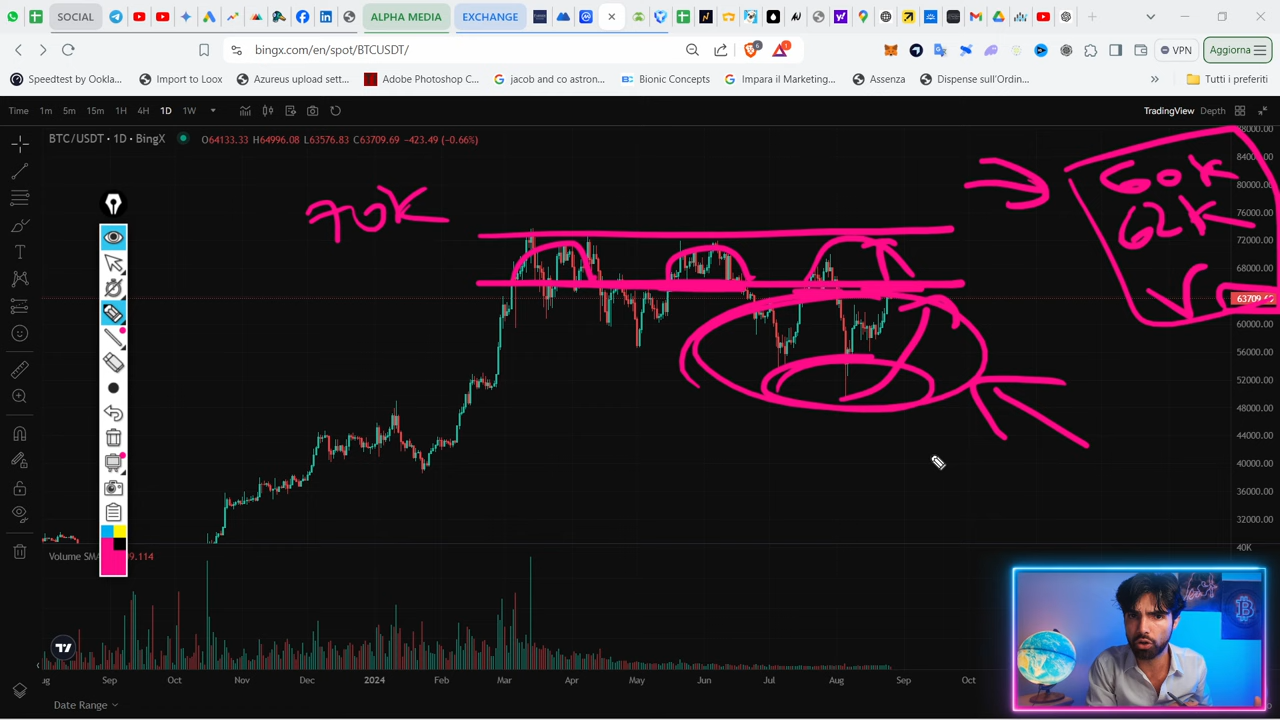 SOCIAL
ALPHA MEDIA
EXCHANGE
bingx.com/en/spot/BTCUSDT/
6
1
VPN
Aggiorna
Speedtest by Ookla...
Import to Loox
Azureus upload sett...
Adobe Photoshop C...
jacob and co astron...
Bionic Concepts
Impara il Marketing...
Assenza
Dispense sull'Ordin...
Tutti i preferiti
Time 1m 5m 15m 1H 4H 1D 1W
TradingView Depth
BTC/USDT · 1D · BingX O64133.33 H64996.08 L63576.83 C63709.69 −423.49 (−0.66%)
84000.00
80000.00
76000.00
72000.00
68000.00
60000.00
56000.00
52000.00
48000.00
44000.00
40000.00
36000.00
32000.00
70K
60K
62K
Volume SM
9.114
40K
Sep Oct Nov Dec 2024 Feb Mar Apr May Jun Jul Aug Sep Oct
Date Range